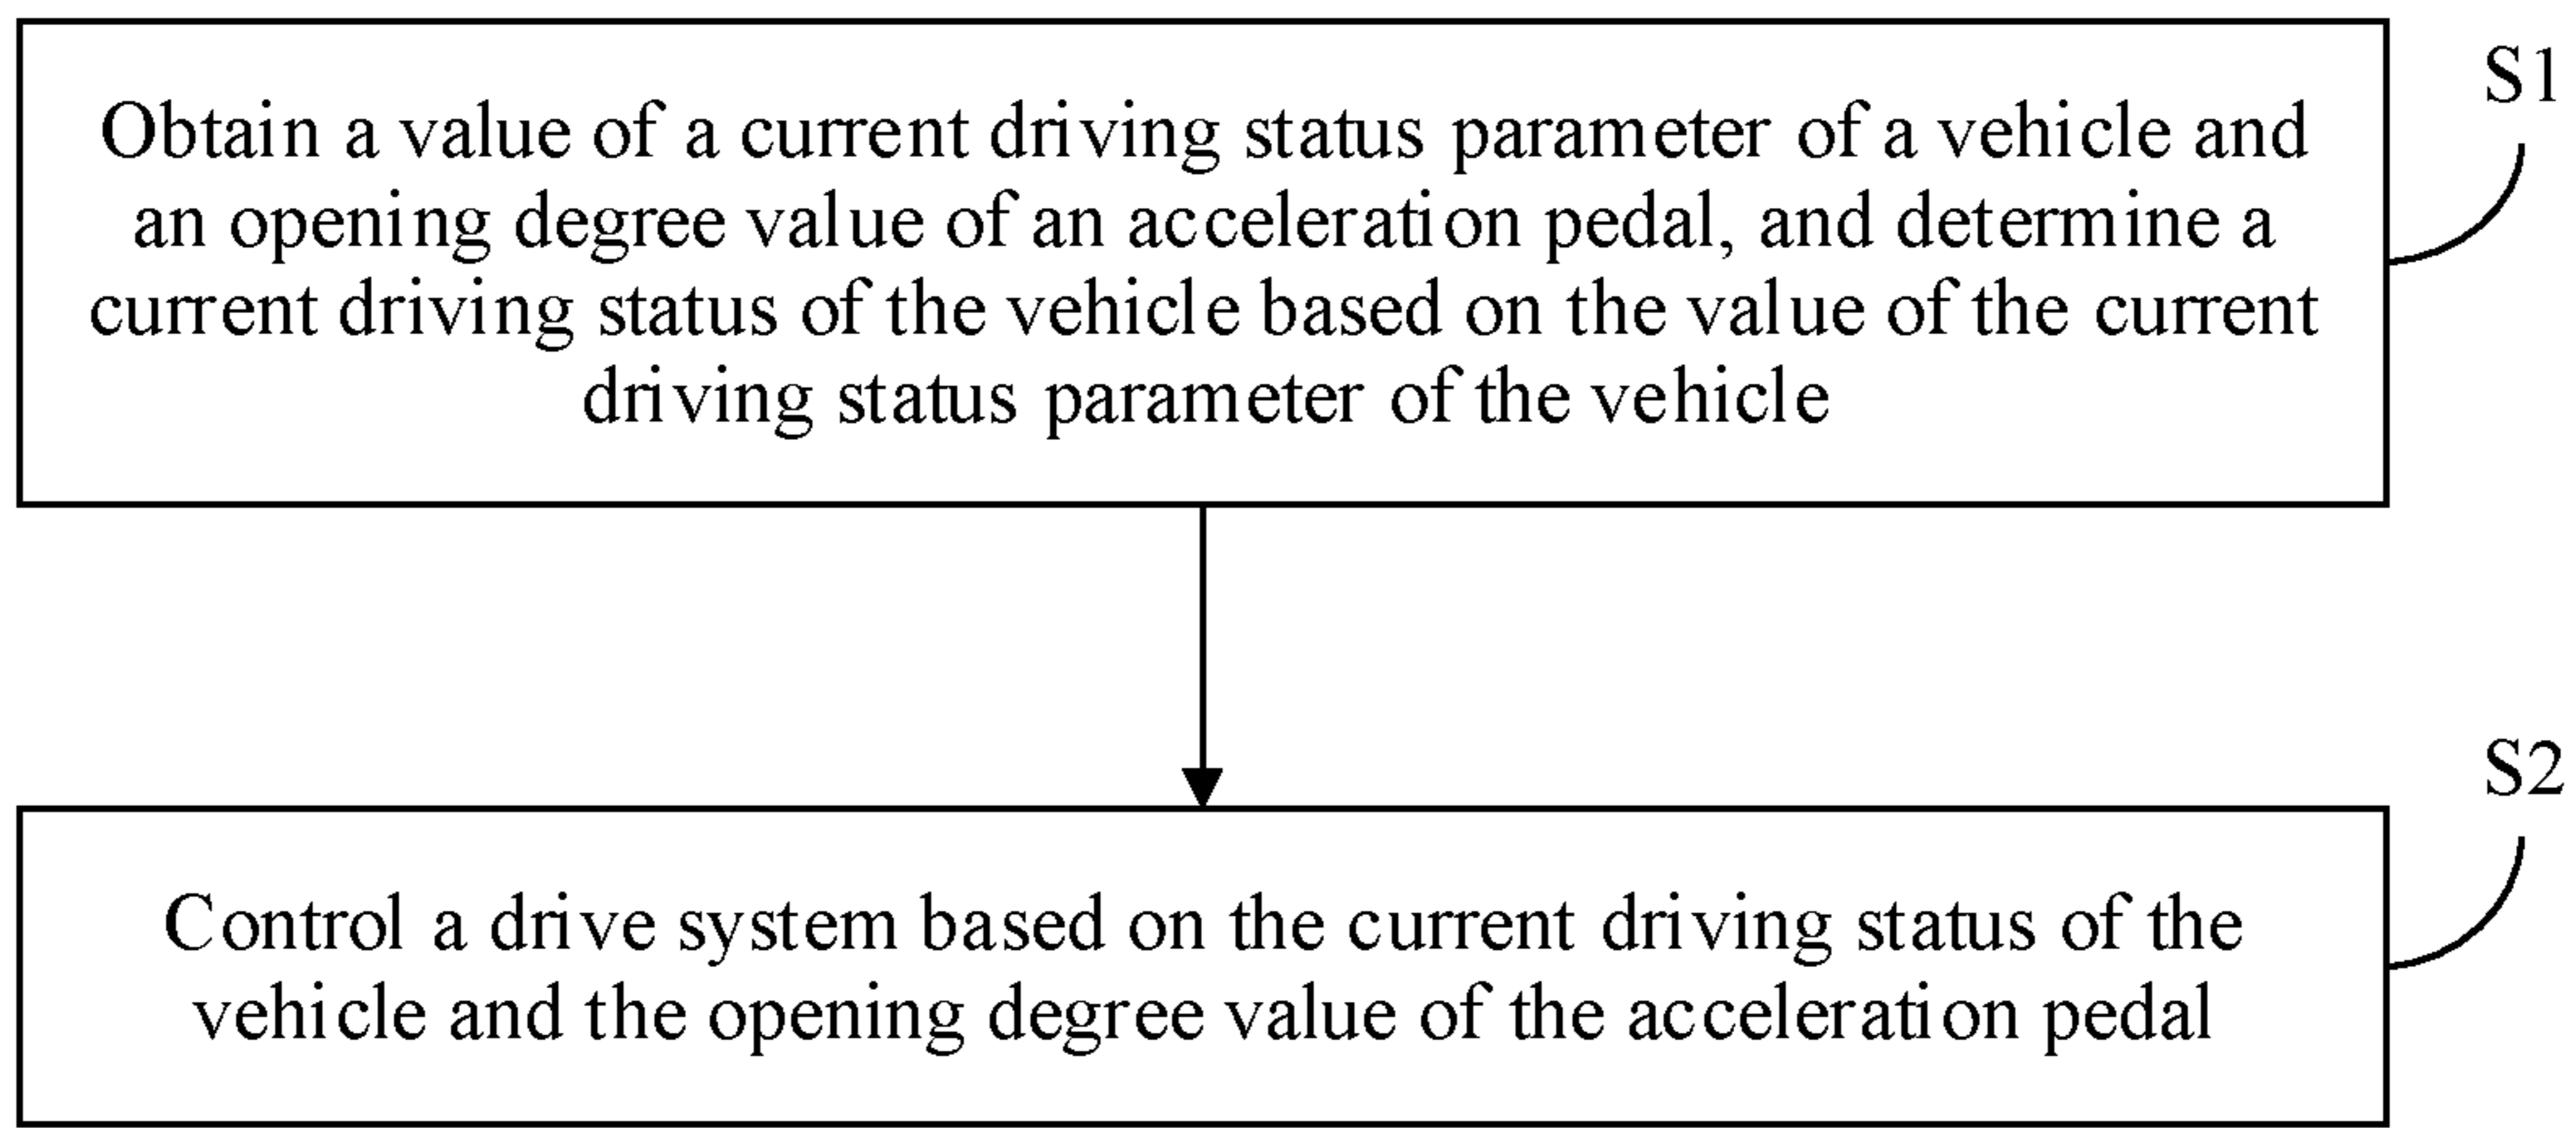 Obtain a value of a current driving status parameter of a vehicle and
an opening degree value of an acceleration pedal, and determine a
current driving status of the vehicle based on the value of the current
driving status parameter of the vehicle
S1
Control a drive system based on the current driving status of the
vehicle and the opening degree value of the acceleration pedal
S2